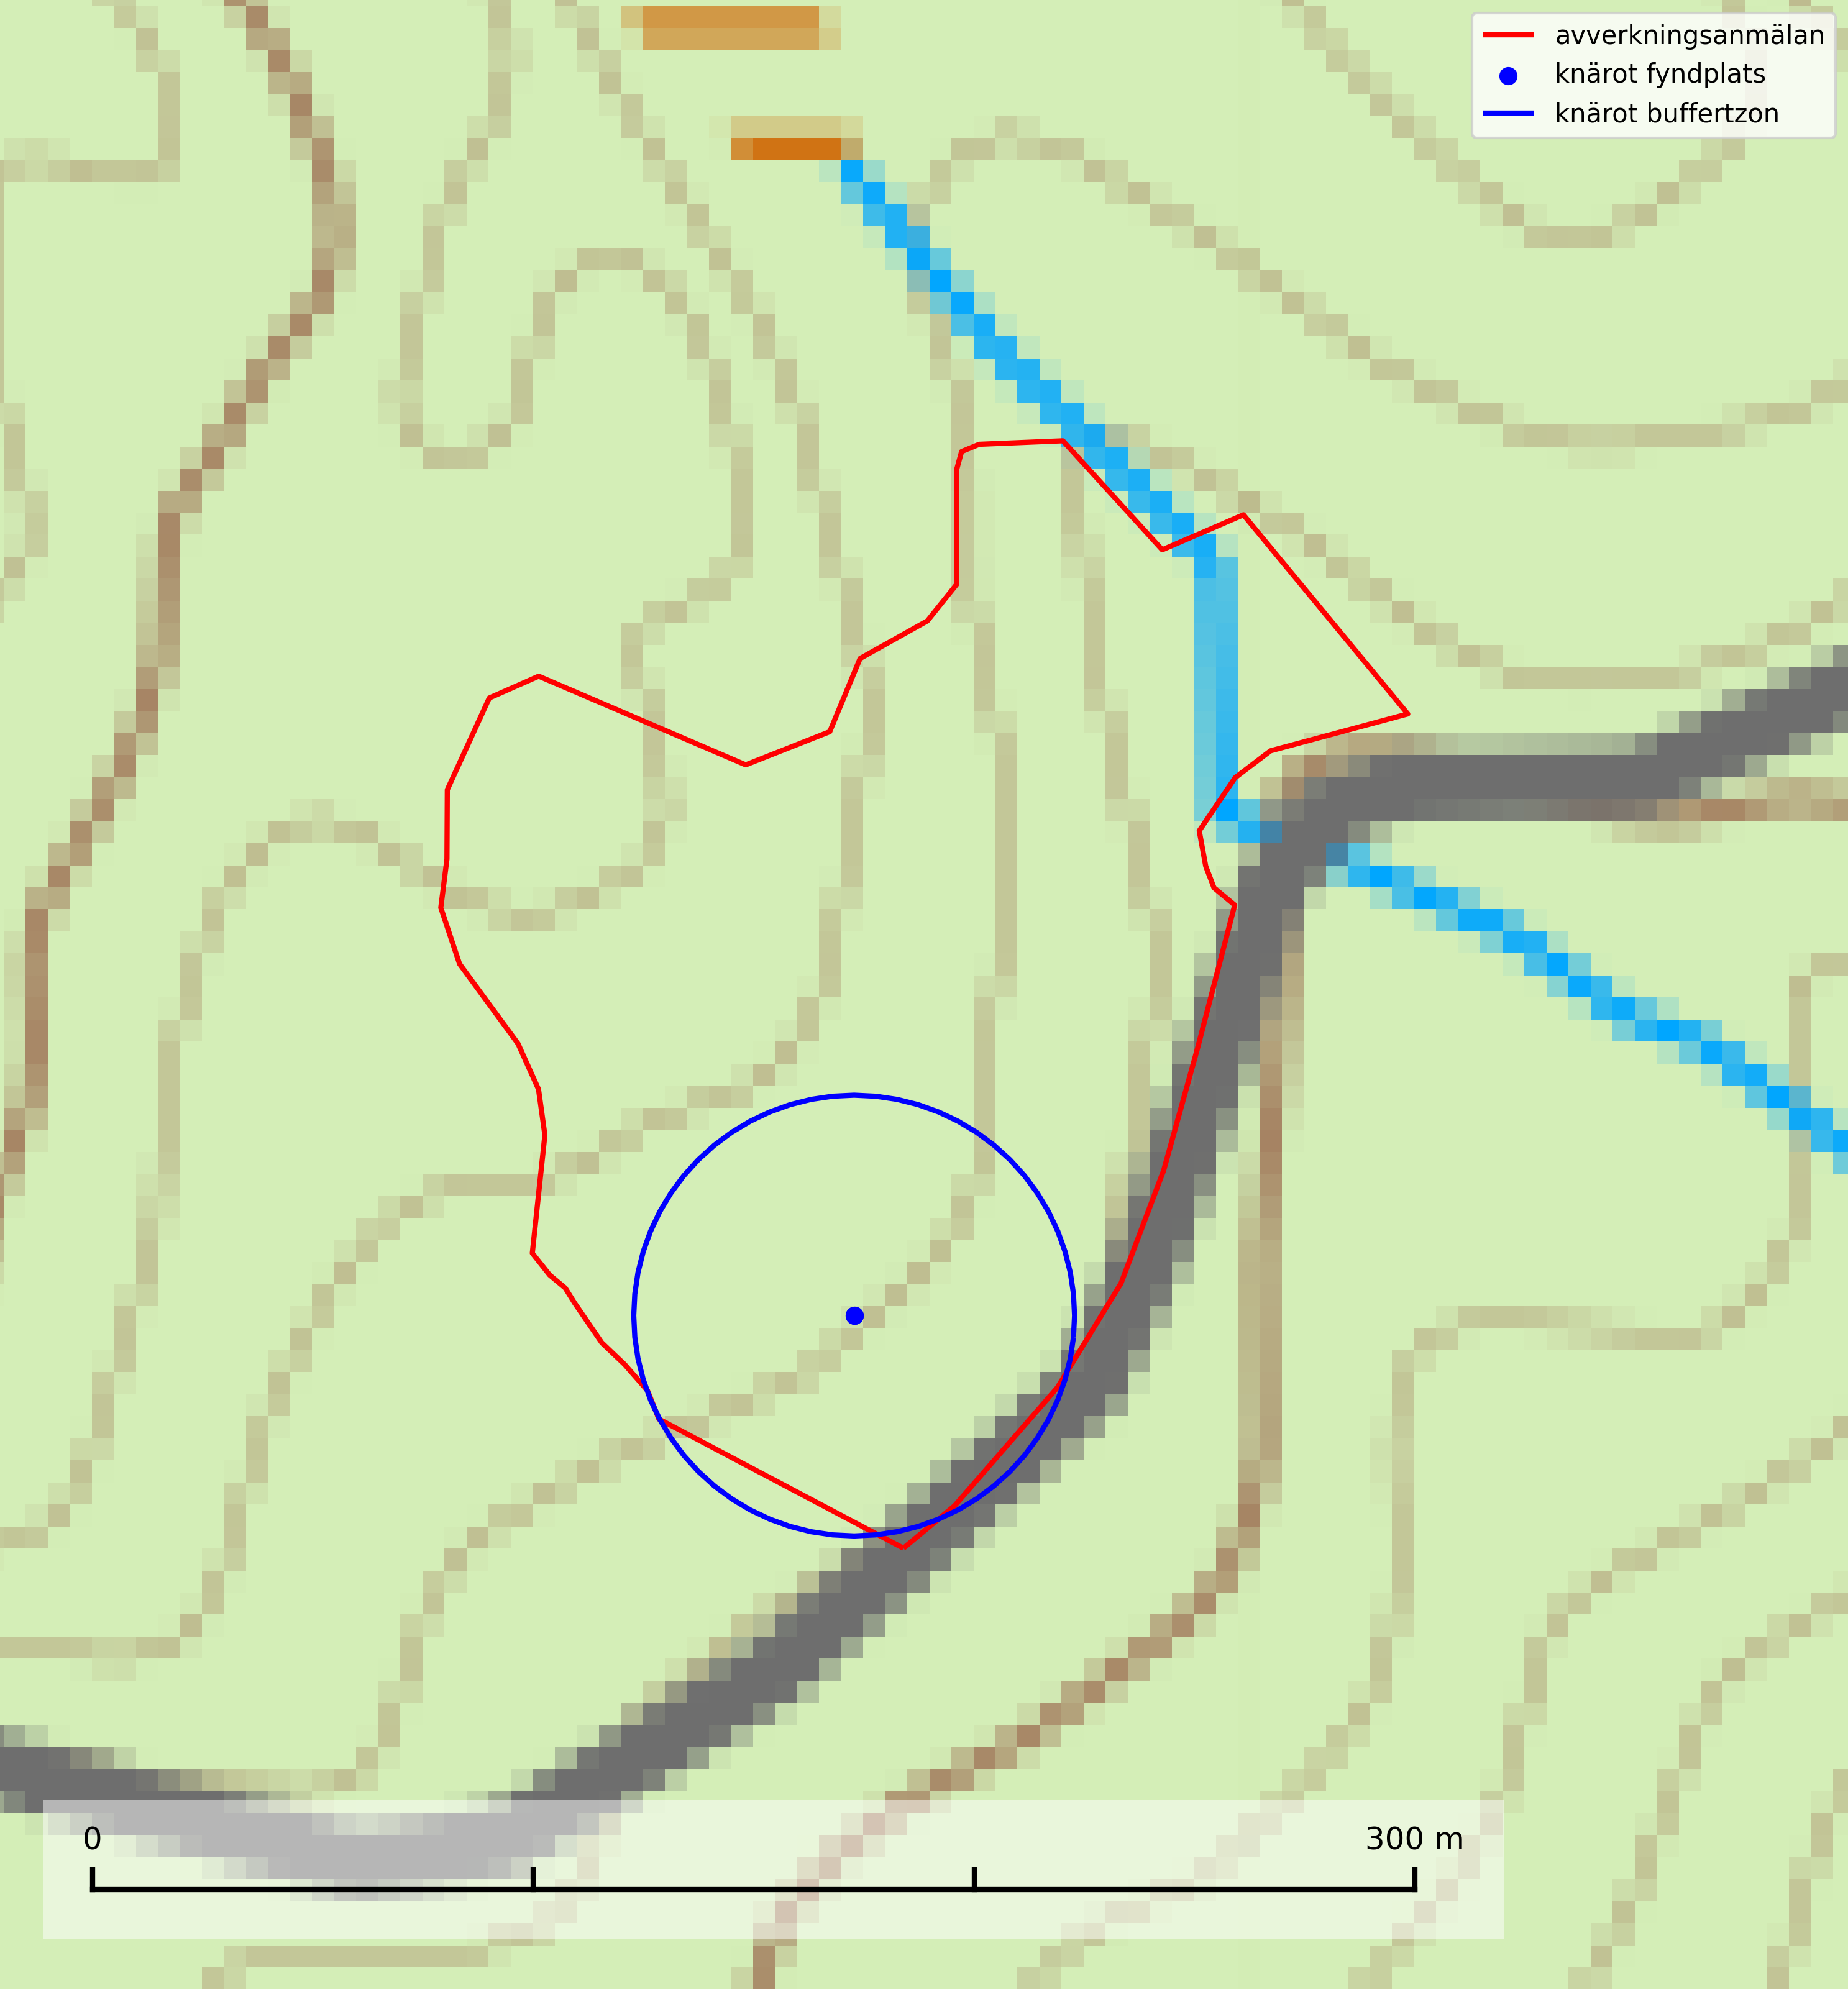 avverkningsanmälan
knärot fyndplats
knärot buffertzon
0 300 m